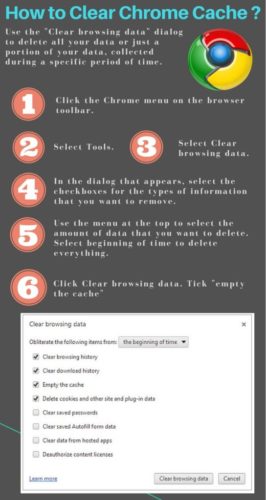 How to Clear Chrome Cache ?
Use the "Clear browsing data" dialog
to delete all your data or just a
portion of your data, collected
during a specific period of time.
1
Click the Chrome menu on the browser
toolbar.
2
Select Tools.
3
Select Clear
browsing data.
4
In the dialog that appears, select the
checkboxes for the types of information
that you want to remove.
5
Use the menu at the top to select the
amount of data that you want to delete.
Select beginning of time to delete
everything.
6
Click Clear browsing data. Tick "empty
the cache"
Clear browsing data
Obliterate the following items from: the beginning of time
Clear browsing history
Clear download history
Empty the cache
Delete cookies and other site and plug-in data
Clear saved passwords
Clear saved Autofill form data
Clear data from hosted apps
Deauthorize content licenses
Learn more
Clear browsing data
Cancel